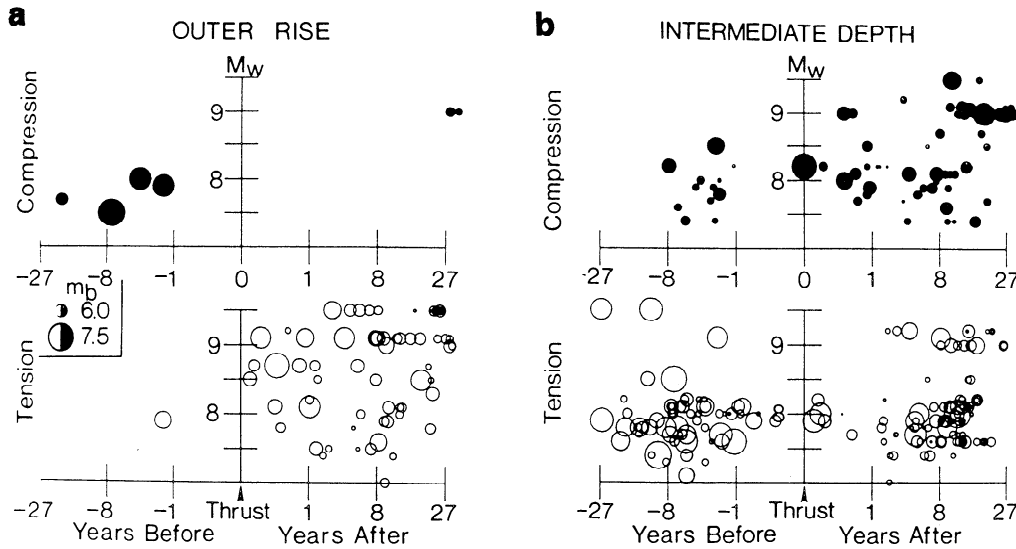 a
OUTER RISE
Mw
9
8
Compression
-27 -8 -1 0 1 8 27
mb
6.0
7.5
9
8
Tension
-27 -8 -1 Thrust 1 8 27
Years Before Years After
b
INTERMEDIATE DEPTH
Mw
9
8
Compression
-27 -8 -1 0 1 8 27
9
8
Tension
-27 -8 -1 Thrust 1 8 27
Years Before Years After